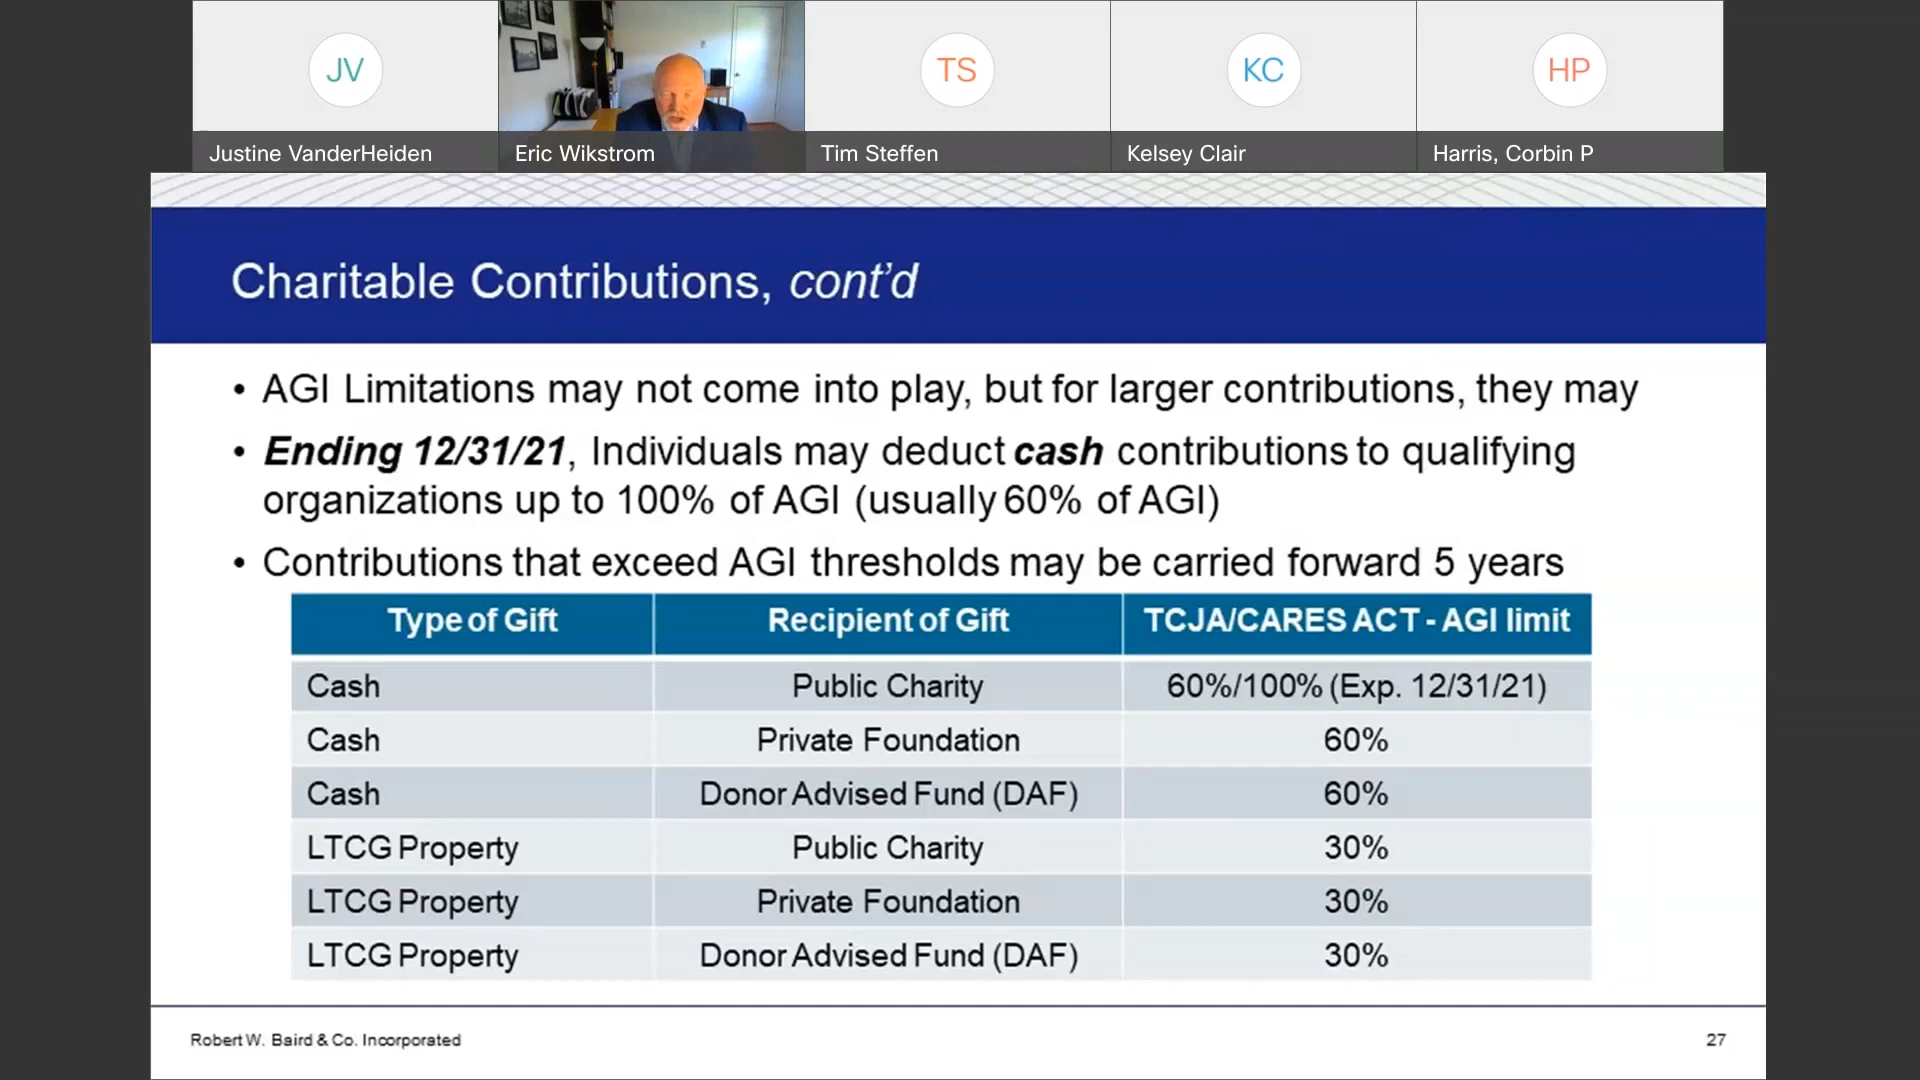 JV
TS
KC
HP
Justine VanderHeiden
Eric Wikstrom
Tim Steffen
Kelsey Clair
Harris, Corbin P
Charitable Contributions, cont'd
• AGI Limitations may not come into play, but for larger contributions, they may
• Ending 12/31/21, Individuals may deduct cash contributions to qualifying
organizations up to 100% of AGI (usually 60% of AGI)
• Contributions that exceed AGI thresholds may be carried forward 5 years
Type of Gift Recipient of Gift TCJA/CARES ACT - AGI limit
Cash Public Charity 60%/100% (Exp. 12/31/21)
Cash Private Foundation 60%
Cash Donor Advised Fund (DAF) 60%
LTCG Property Public Charity 30%
LTCG Property Private Foundation 30%
LTCG Property Donor Advised Fund (DAF) 30%
Robert W. Baird & Co. Incorporated 27